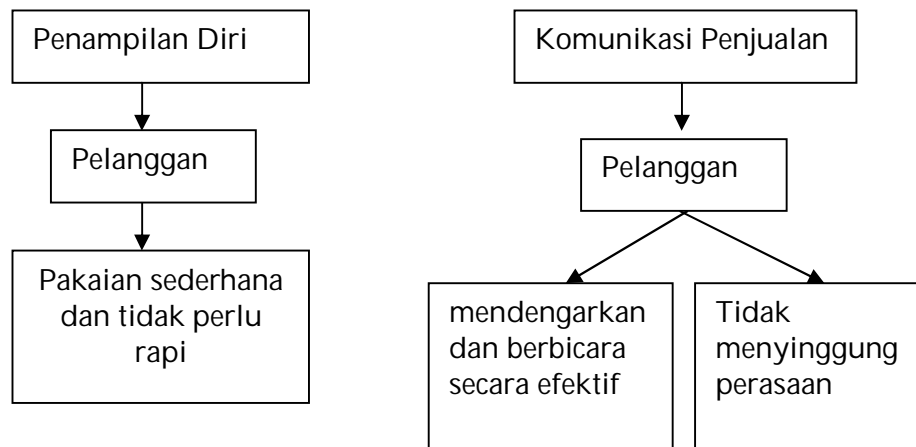 Penampilan Diri
Pelanggan
Pakaian sederhana
dan tidak perlu
rapi
Komunikasi Penjualan
Pelanggan
mendengarkan
dan berbicara
secara efektif
Tidak
menyinggung
perasaan